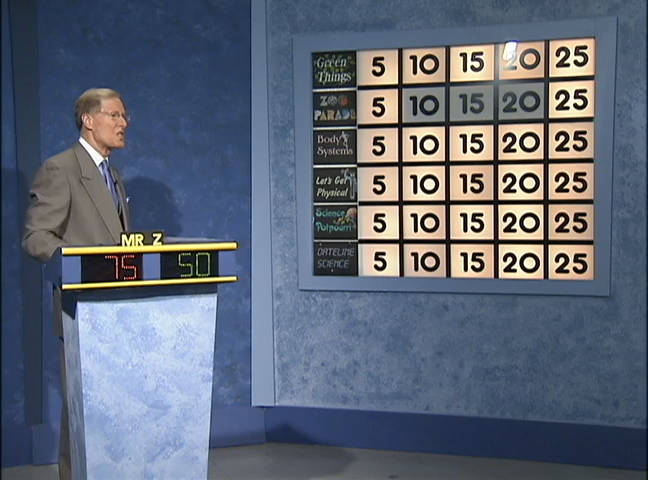 Green Things 5 10 15 20 25
ZOO PARADE 5 10 15 20 25
Body Systems 5 10 15 20 25
Let's Get Physical 5 10 15 20 25
Science Potpourri 5 10 15 20 25
DATELINE SCIENCE 5 10 15 20 25
MR Z
75 50